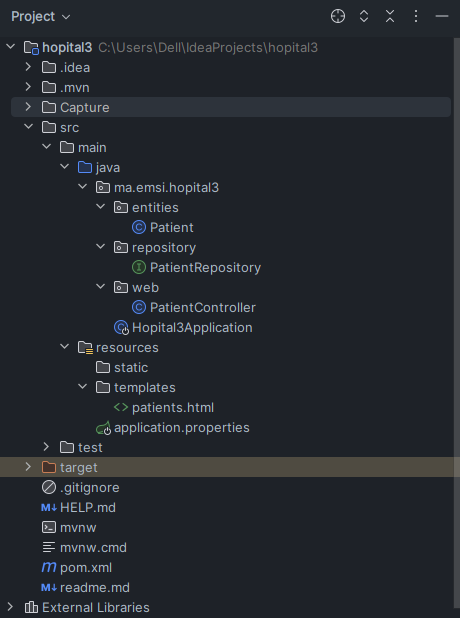 Project
hopital3 C:\Users\Dell\IdeaProjects\hopital3
.idea
.mvn
Capture
src
main
java
ma.emsi.hopital3
entities
C Patient
repository
I PatientRepository
web
C PatientController
C Hopital3Application
resources
static
templates
<> patients.html
application.properties
test
target
.gitignore
M↓ HELP.md
mvnw
mvnw.cmd
m pom.xml
M↓ readme.md
External Libraries